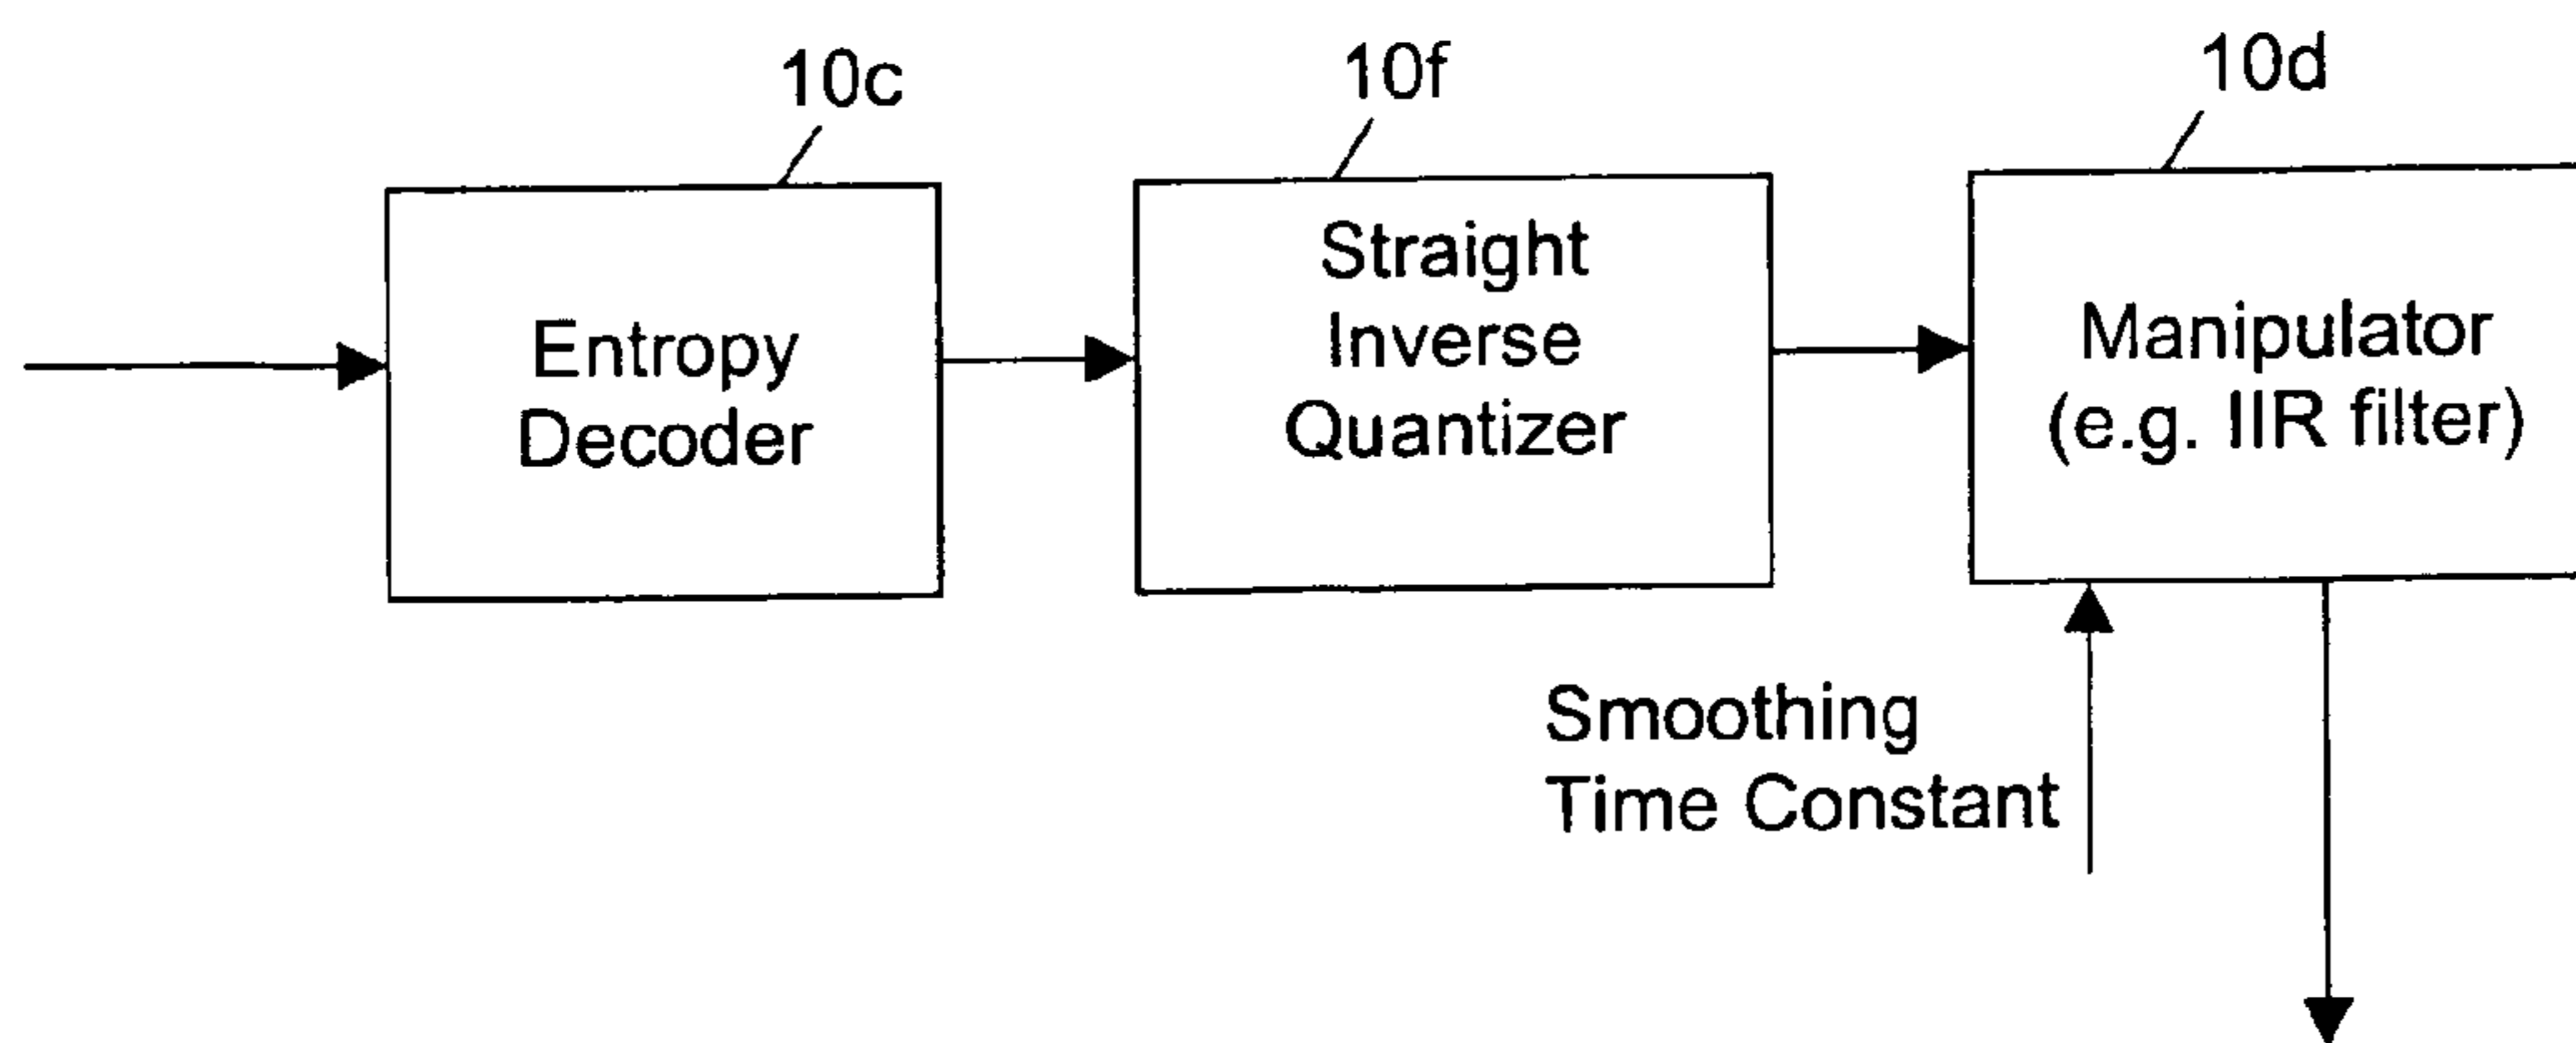 10c
10f
10d
Entropy
Decoder
Straight
Inverse
Quantizer
Manipulator
(e.g. IIR filter)
Smoothing
Time Constant